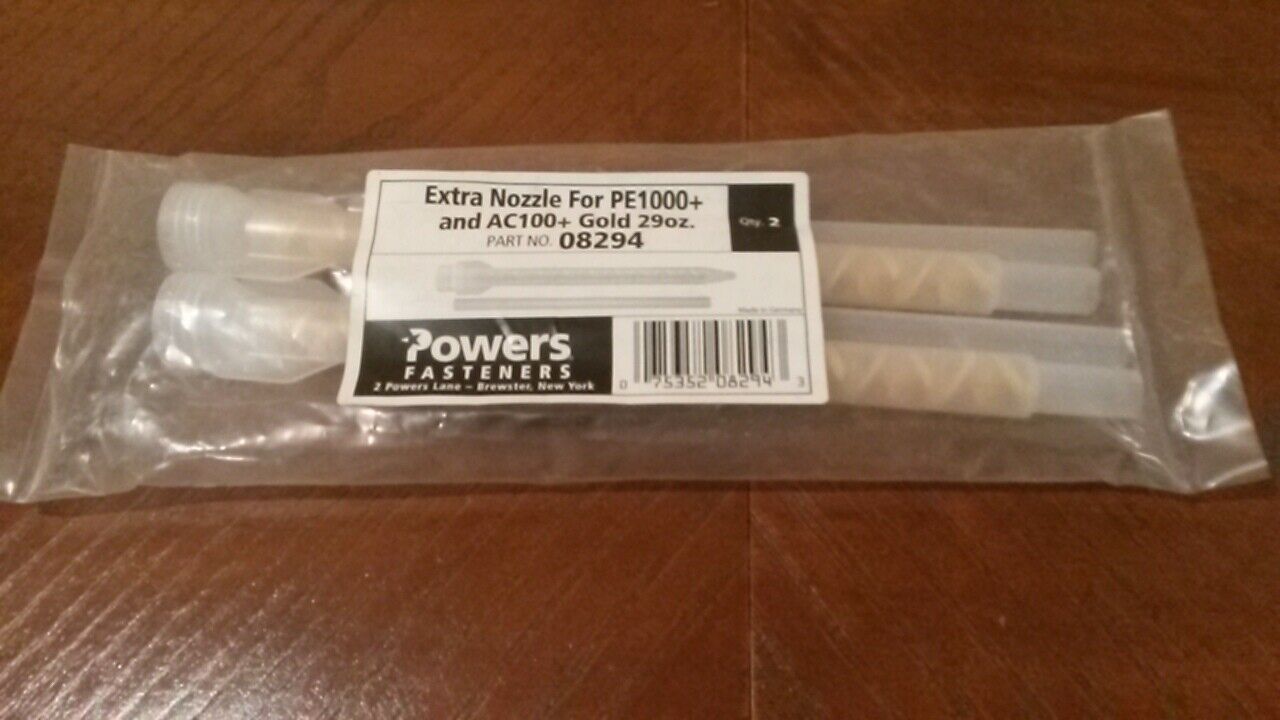 Extra Nozzle For PE1000+
and AC100+ Gold 29oz.
PART NO. 08294
Qty. 2
Made in Germany
Powers
FASTENERS
2 Powers Lane – Brewster, New York
0 75352 08294 3